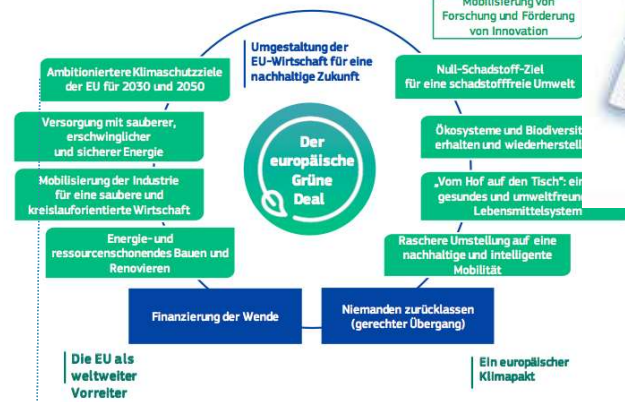 Mobilisierung von
Forschung und Förderung
von Innovation
Umgestaltung der
EU-Wirtschaft für eine
nachhaltige Zukunft
Ambitioniertere Klimaschutzziele
der EU für 2030 und 2050
Null-Schadstoff-Ziel
für eine schadstofffreie Umwelt
Versorgung mit sauberer,
erschwinglicher
und sicherer Energie
Ökosysteme und
erhalten und
Der
europäische
Grüne
Deal
Mobilisierung der Industrie
für eine saubere und
kreislauforientierte Wirtschaft
„Vom Hof auf den Tisch“:
gesundes und
Lebensmittelsystem
Energie-und
ressourcenschonendes Bauen und
Renovieren
Raschere Umstellung auf eine
nachhaltige und intelligente
Mobilität
Finanzierung der Wende
Niemanden zurücklassen
(gerechter Übergang)
Die EU als
weltweiter
Vorreiter
Ein europäischer
Klimapakt